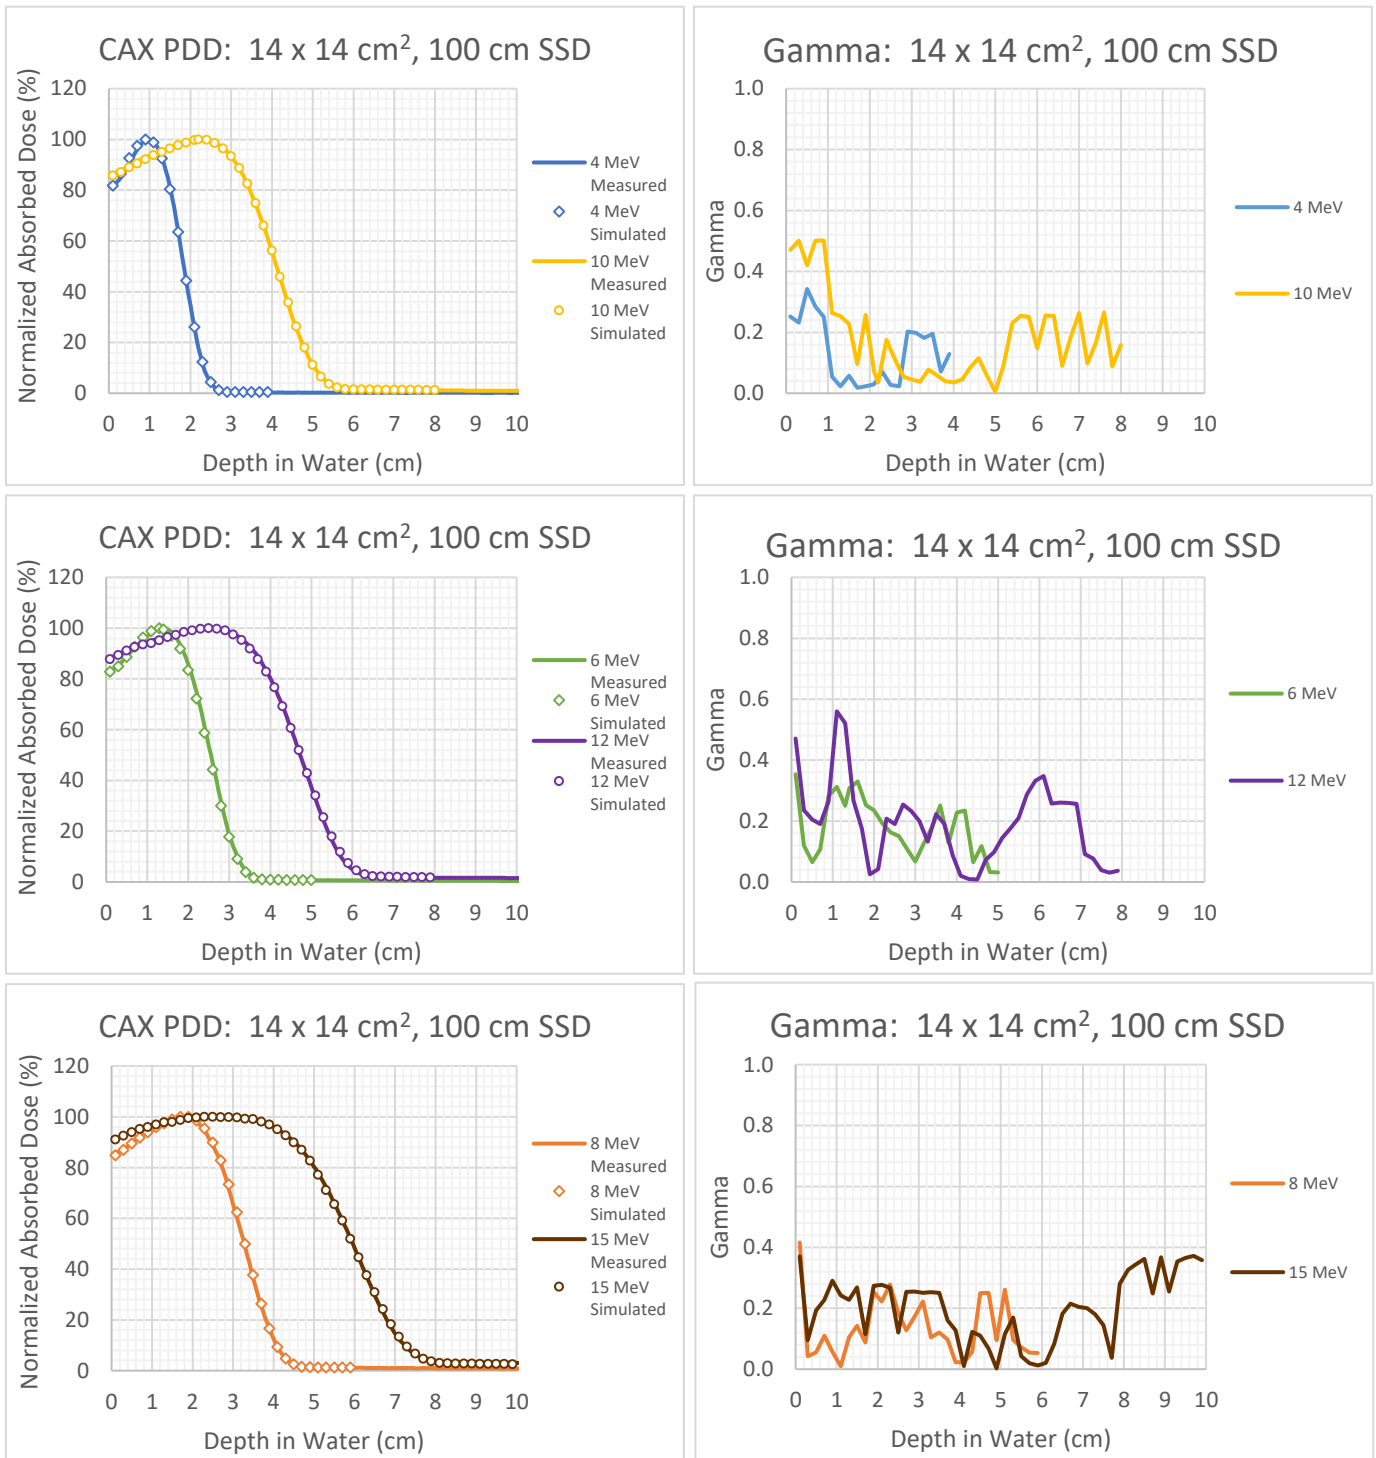 CAX PDD: 14 x 14 cm², 100 cm SSD
Normalized Absorbed Dose (%)
120
100
80
60
40
20
0
0 1 2 3 4 5 6 7 8 9 10
Depth in Water (cm)
4 MeV
Measured
4 MeV
Simulated
10 MeV
Measured
10 MeV
Simulated
Gamma: 14 x 14 cm², 100 cm SSD
Gamma
1.0
0.8
0.6
0.4
0.2
0.0
0 1 2 3 4 5 6 7 8 9 10
Depth in Water (cm)
4 MeV
10 MeV
CAX PDD: 14 x 14 cm², 100 cm SSD
Normalized Absorbed Dose (%)
120
100
80
60
40
20
0
0 1 2 3 4 5 6 7 8 9 10
Depth in Water (cm)
6 MeV
Measured
6 MeV
Simulated
12 MeV
Measured
12 MeV
Simulated
Gamma: 14 x 14 cm², 100 cm SSD
Gamma
1.0
0.8
0.6
0.4
0.2
0.0
0 1 2 3 4 5 6 7 8 9 10
Depth in Water (cm)
6 MeV
12 MeV
CAX PDD: 14 x 14 cm², 100 cm SSD
Normalized Absorbed Dose (%)
120
100
80
60
40
20
0
0 1 2 3 4 5 6 7 8 9 10
Depth in Water (cm)
8 MeV
Measured
8 MeV
Simulated
15 MeV
Measured
15 MeV
Simulated
Gamma: 14 x 14 cm², 100 cm SSD
Gamma
1.0
0.8
0.6
0.4
0.2
0.0
0 1 2 3 4 5 6 7 8 9 10
Depth in Water (cm)
8 MeV
15 MeV